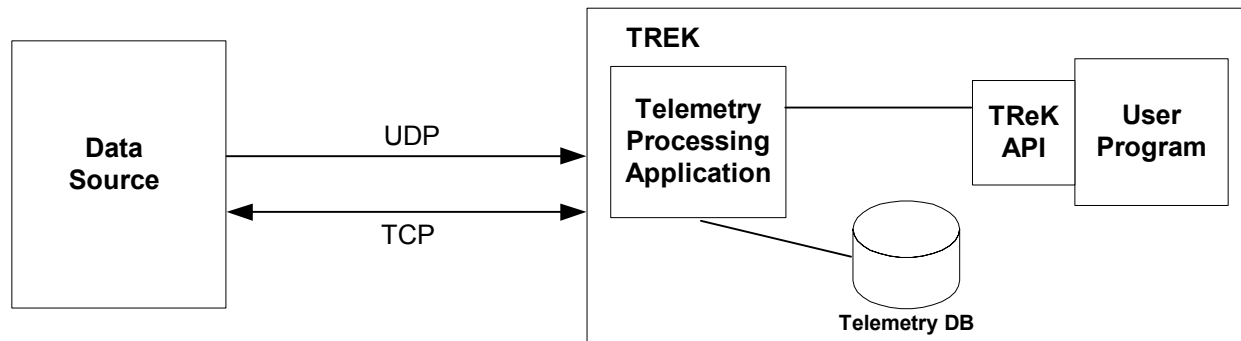 TREK
Data
Source
UDP
TCP
Telemetry
Processing
Application
TReK
API
User
Program
Telemetry DB